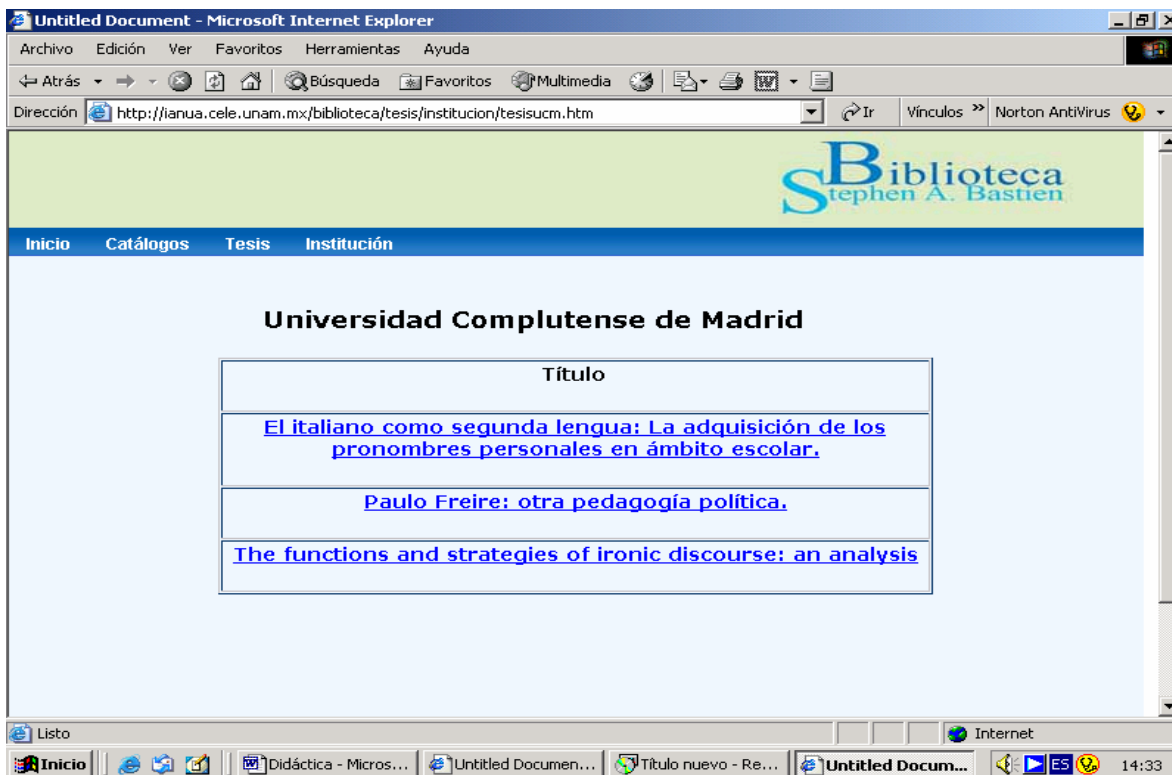 Untitled Document - Microsoft Internet Explorer
Archivo Edición Ver Favoritos Herramientas Ayuda
Atrás Búsqueda Favoritos Multimedia
Dirección http://ianua.cele.unam.mx/biblioteca/tesis/institucion/tesisucm.htm Ir Vínculos » Norton AntiVirus
Biblioteca
Stephen A. Bastien
Inicio Catálogos Tesis Institución
Universidad Complutense de Madrid
Título
El italiano como segunda lengua: La adquisición de los
pronombres personales en ámbito escolar.
Paulo Freire: otra pedagogía política.
The functions and strategies of ironic discourse: an analysis
Listo Internet
Inicio Didáctica - Micros... Untitled Documen... Título nuevo - Re... Untitled Docum... ES 14:33